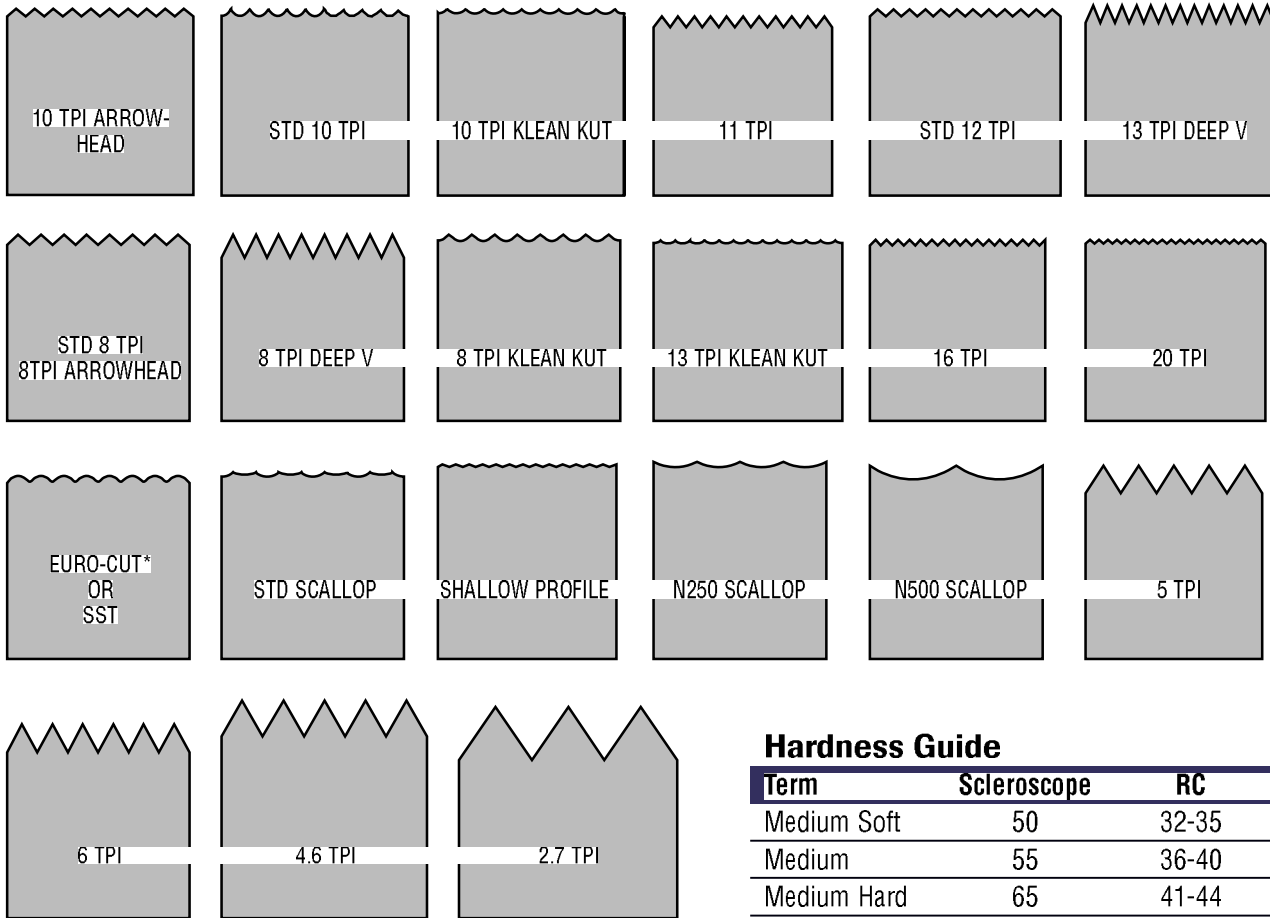 10 TPI ARROW-
HEAD
STD 10 TPI
10 TPI KLEAN KUT
11 TPI
STD 12 TPI
13 TPI DEEP V
STD 8 TPI
8TPI ARROWHEAD
8 TPI DEEP V
8 TPI KLEAN KUT
13 TPI KLEAN KUT
16 TPI
20 TPI
EURO-CUT*
OR
SST
STD SCALLOP
SHALLOW PROFILE
N250 SCALLOP
N500 SCALLOP
5 TPI
6 TPI
4.6 TPI
2.7 TPI
Hardness Guide
Term Scleroscope RC
Medium Soft 50 32-35
Medium 55 36-40
Medium Hard 65 41-44